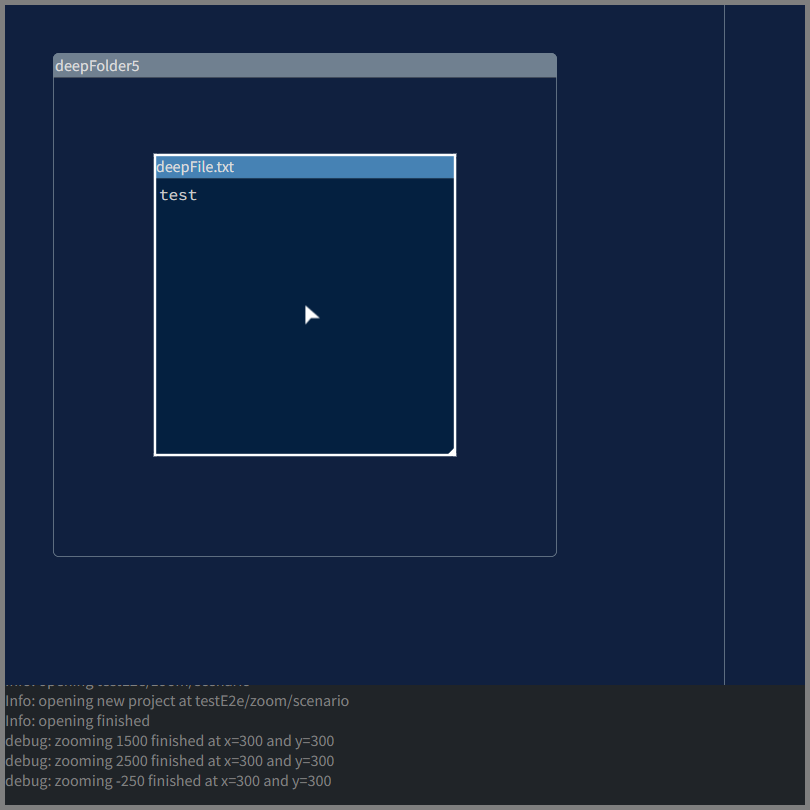 deepFolder5
deepFile.txt
test
Info: opening new project at testE2e/zoom/scenario
Info: opening finished
debug: zooming 1500 finished at x=300 and y=300
debug: zooming 2500 finished at x=300 and y=300
debug: zooming -250 finished at x=300 and y=300